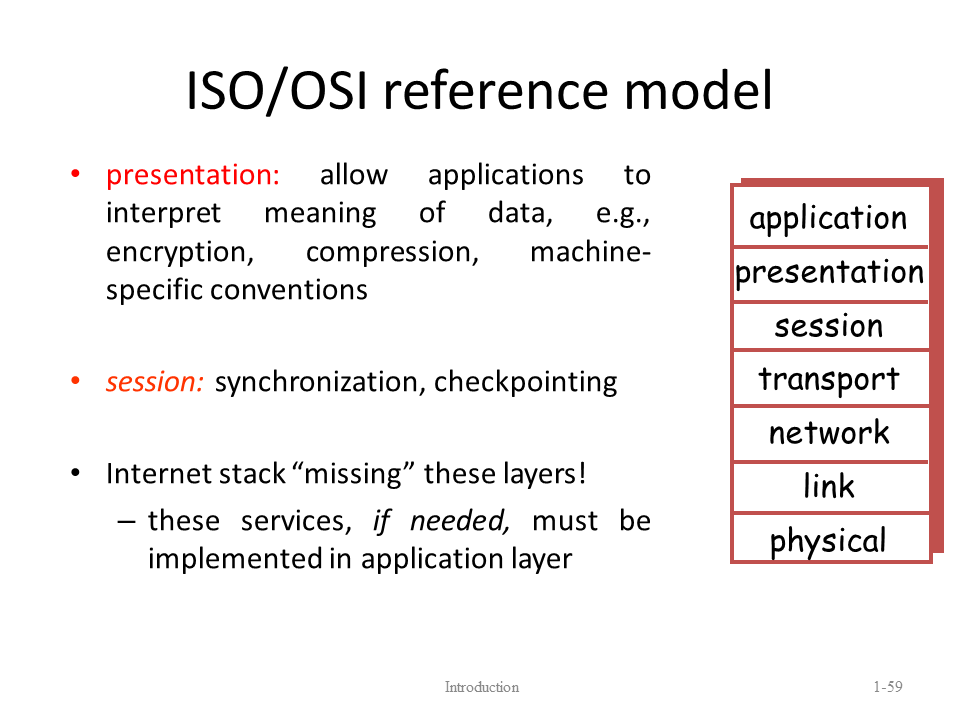 ISO/OSI reference model
• presentation: allow applications to
interpret meaning of data, e.g.,
encryption, compression, machine-
specific conventions
• session: synchronization, checkpointing
• Internet stack “missing” these layers!
– these services, if needed, must be
implemented in application layer
application
presentation
session
transport
network
link
physical
Introduction
1-59